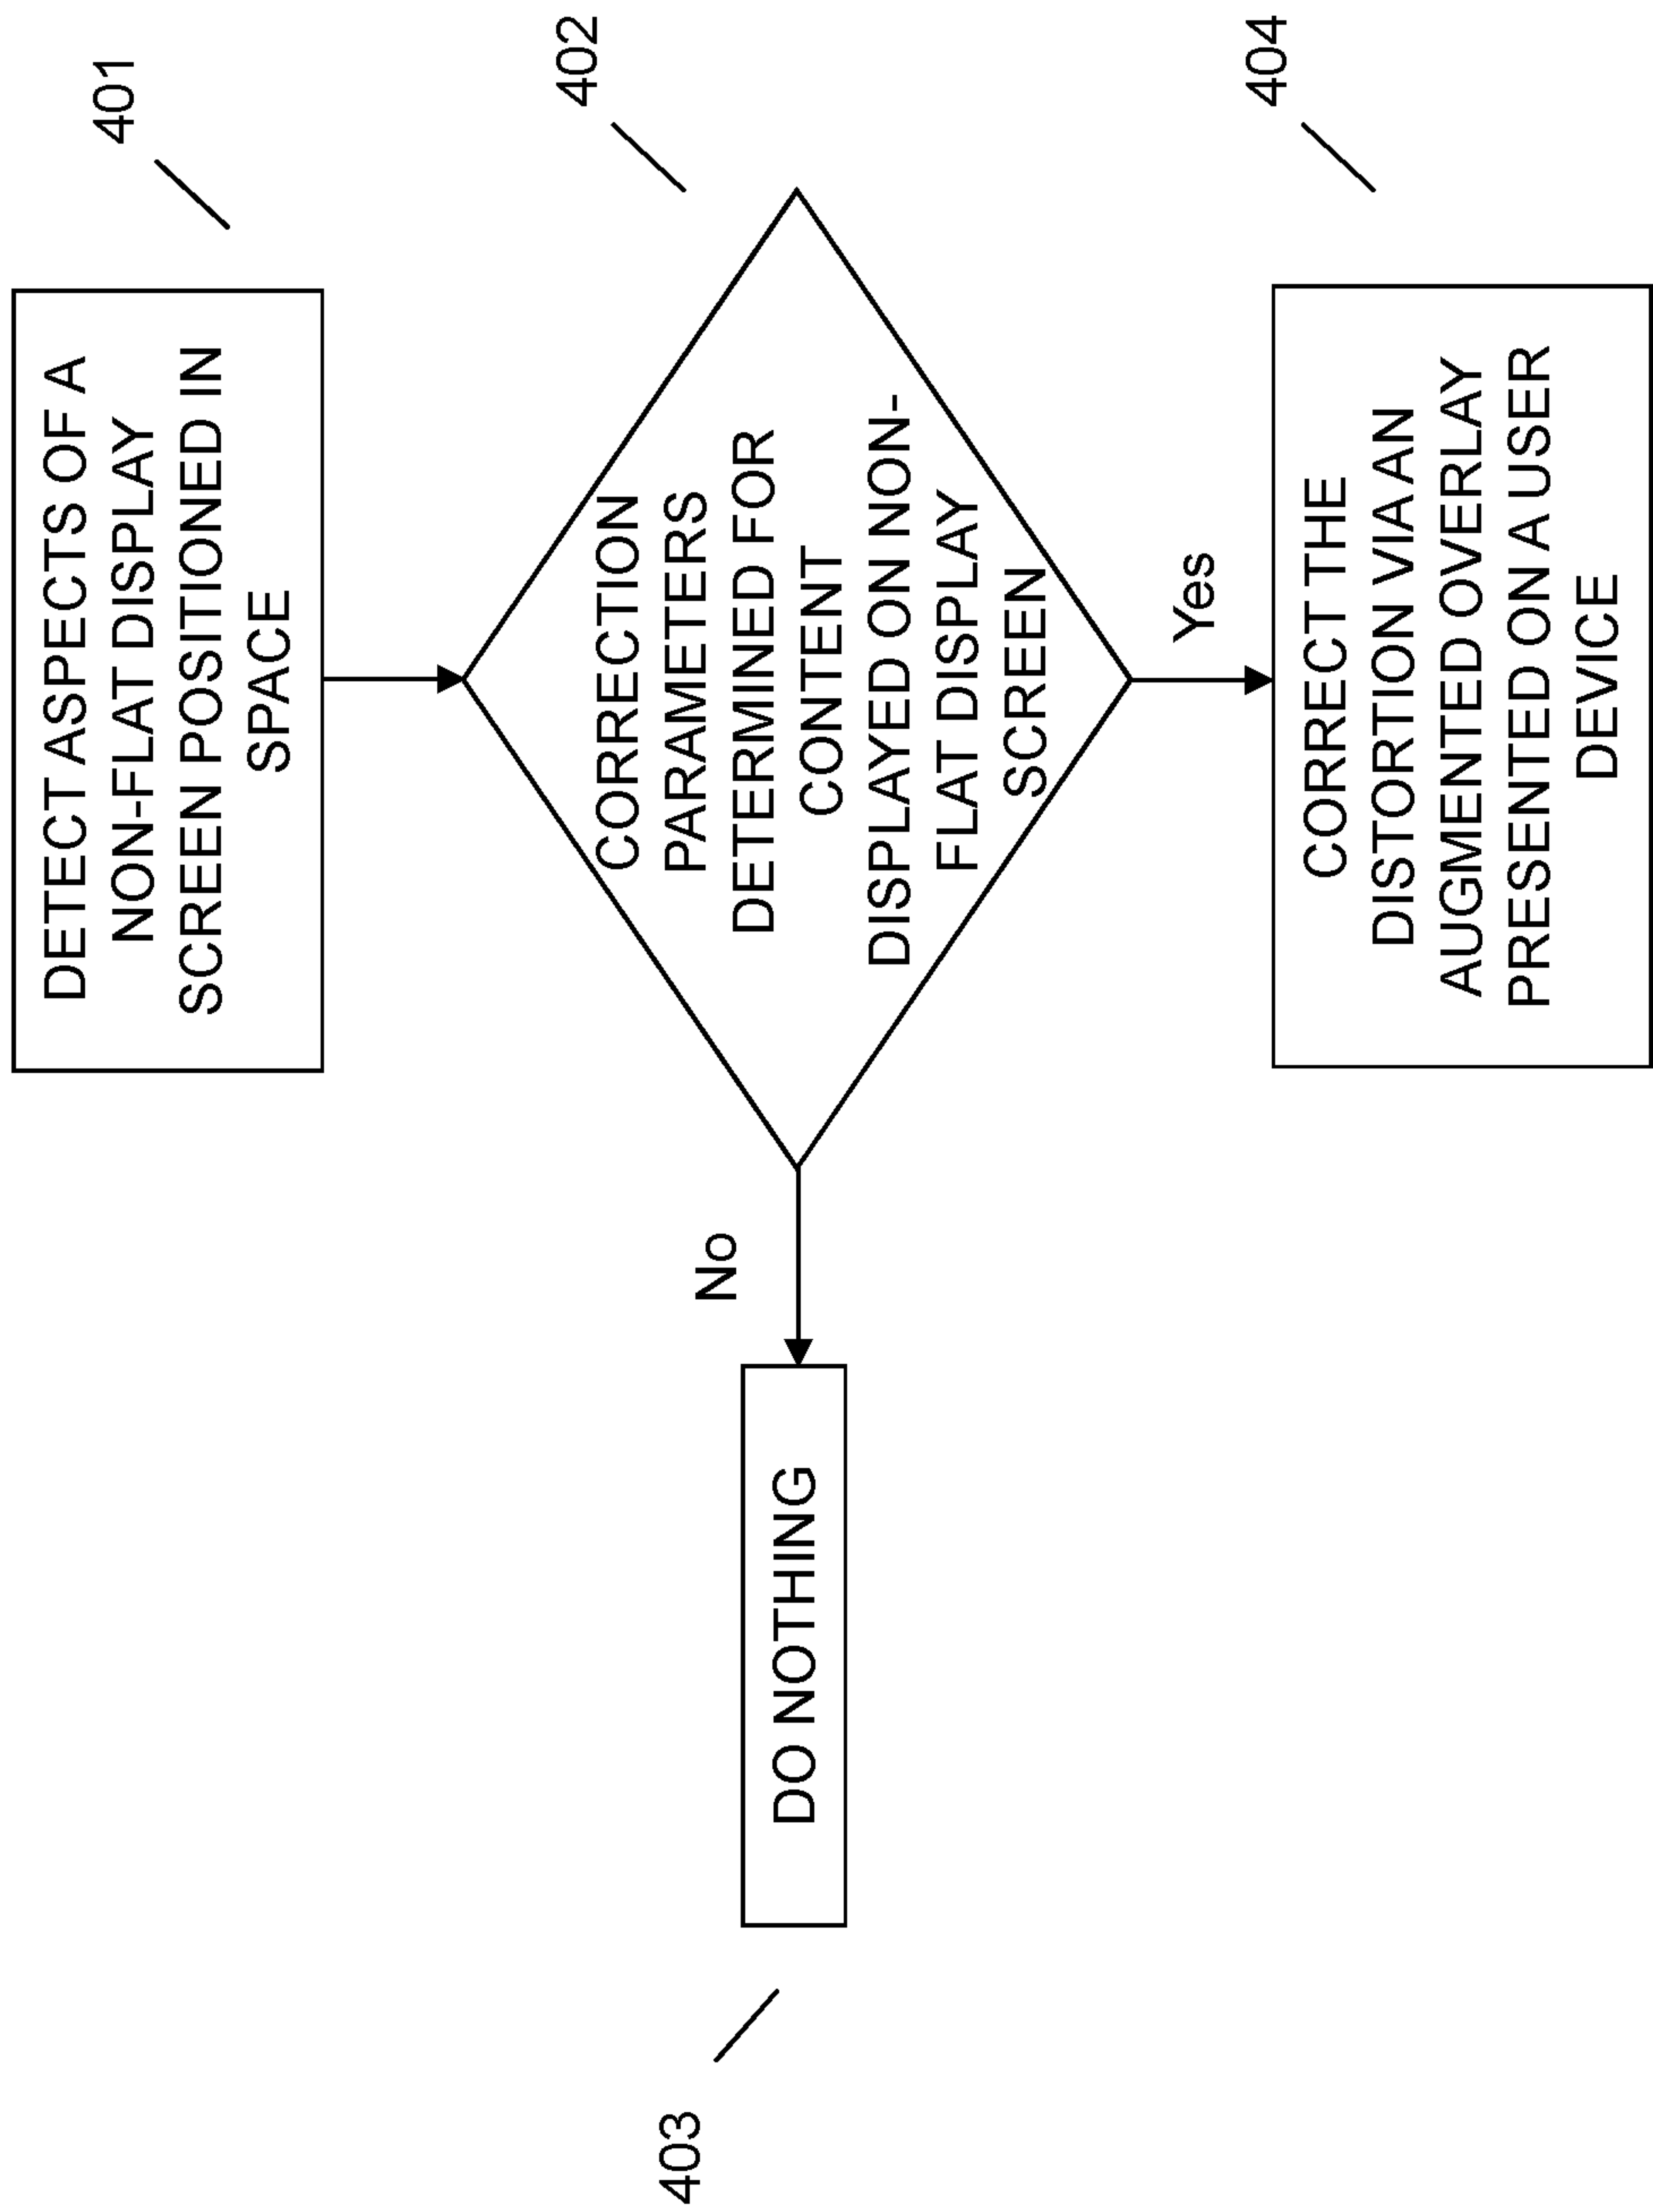 DETECT ASPECTS OF A
NON-FLAT DISPLAY
SCREEN POSITIONED IN
SPACE
401
CORRECTION
PARAMETERS
DETERMINED FOR
CONTENT
DISPLAYED ON NON-
FLAT DISPLAY
SCREEN
402
No
DO NOTHING
403
Yes
CORRECT THE
DISTORTION VIA AN
AUGMENTED OVERLAY
PRESENTED ON A USER
DEVICE
404